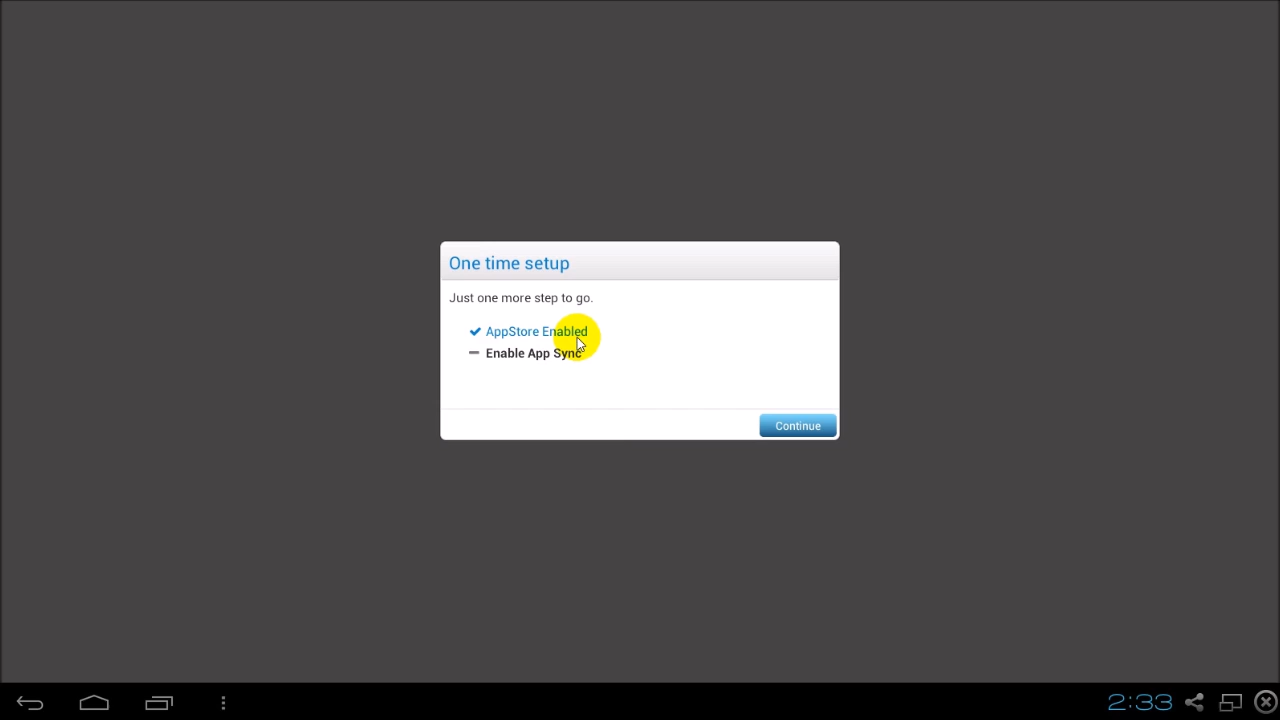 One time setup
Just one more step to go.
AppStore Enabled
Enable App Sync
Continue
2:33